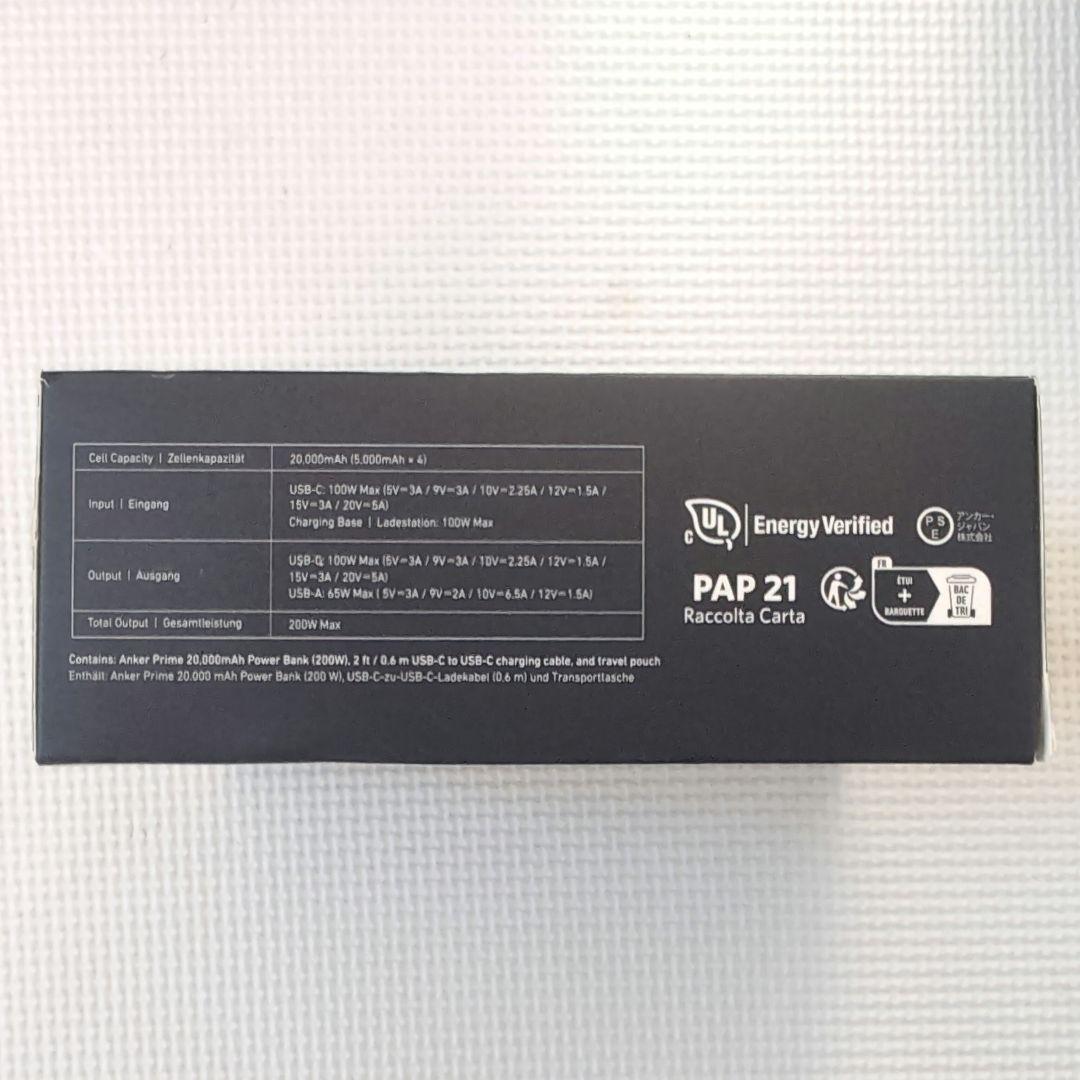 Cell Capacity | Zellenkapazität
20,000mAh (5,000mAh * 4)
Input | Eingang
USB-C: 100W Max (5V⎓3A / 9V⎓3A / 10V⎓2.25A / 12V⎓1.5A /
15V⎓3A / 20V⎓5A)
Charging Base | Ladestation: 100W Max
Output | Ausgang
USB-C: 100W Max (5V⎓3A / 9V⎓3A / 10V⎓2.25A / 12V⎓1.5A /
15V⎓3A / 20V⎓5A)
USB-A: 65W Max ( 5V⎓3A / 9V⎓2A / 10V⎓6.5A / 12V⎓1.5A)
Total Output | Gesamtleistung
200W Max
Contains: Anker Prime 20,000mAh Power Bank (200W), 2 ft / 0.6 m USB-C to USB-C charging cable, and travel pouch
Enthält: Anker Prime 20.000 mAh Power Bank (200 W), USB-C-zu-USB-C-Ladekabel (0,6 m) und Transporttasche
c UL Energy Verified
PSE
アンカー・
ジャパン
株式会社
PAP 21
Raccolta Carta
FR
ÉTUI
+
BARQUETTE
BAC
DE
TRI